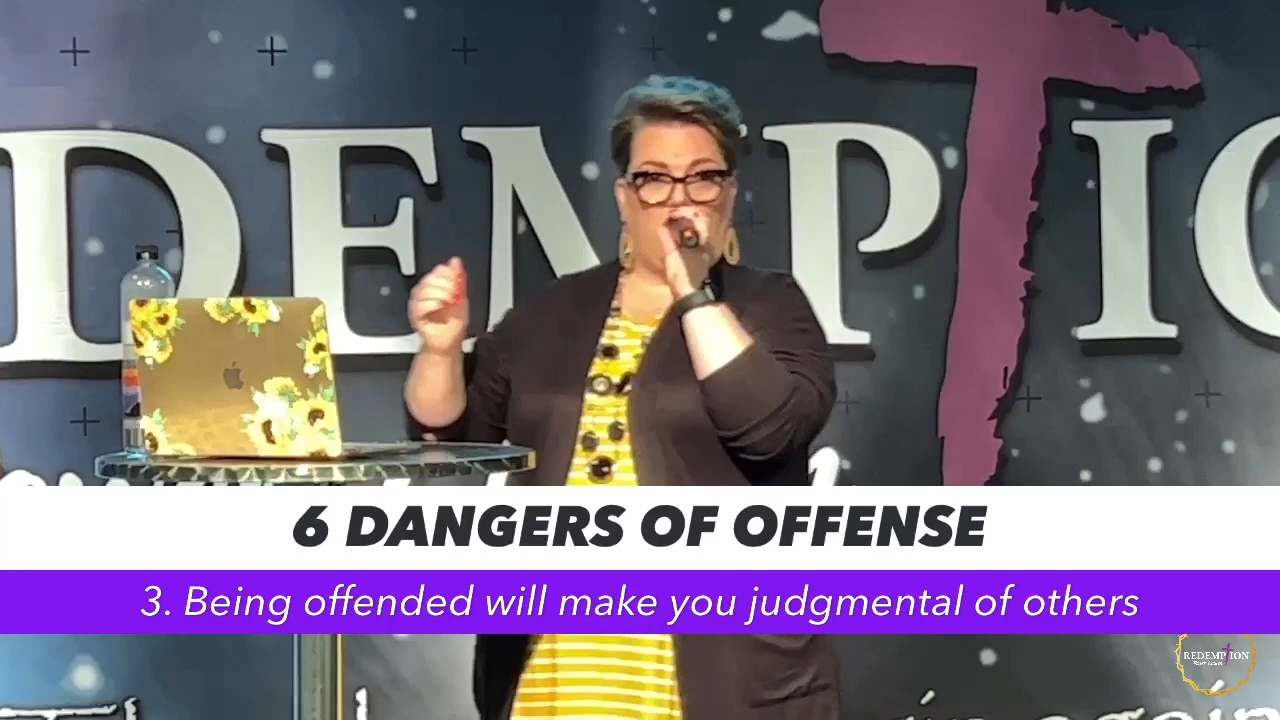 DEMPTIO
6 DANGERS OF OFFENSE
3. Being offended will make you judgmental of others
REDEMPTION